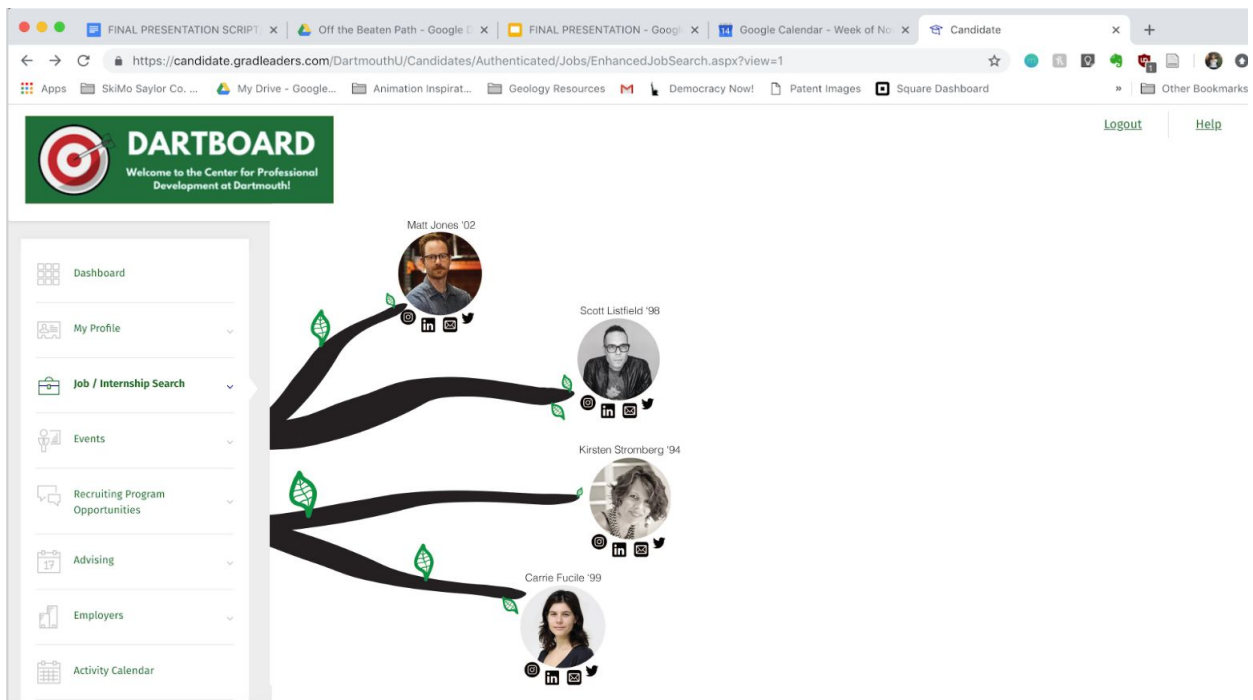 FINAL PRESENTATION SCRIPT
Off the Beaten Path - Google D
FINAL PRESENTATION - Googl
Google Calendar - Week of No
Candidate
https://candidate.gradleaders.com/DartmouthU/Candidates/Authenticated/Jobs/EnhancedJobSearch.aspx?view=1
Apps
SkiMo Saylor Co. ...
My Drive - Google...
Animation Inspirat...
Geology Resources
Democracy Now!
Patent Images
Square Dashboard
»
Other Bookmarks
DARTBOARD
Welcome to the Center for Professional
Development at Dartmouth!
Logout
Help
Dashboard
My Profile
Job / Internship Search
Events
Recruiting Program
Opportunities
17
Advising
Employers
Activity Calendar
Matt Jones '02
Scott Listfield '98
Kirsten Stromberg '94
Carrie Fucile '99